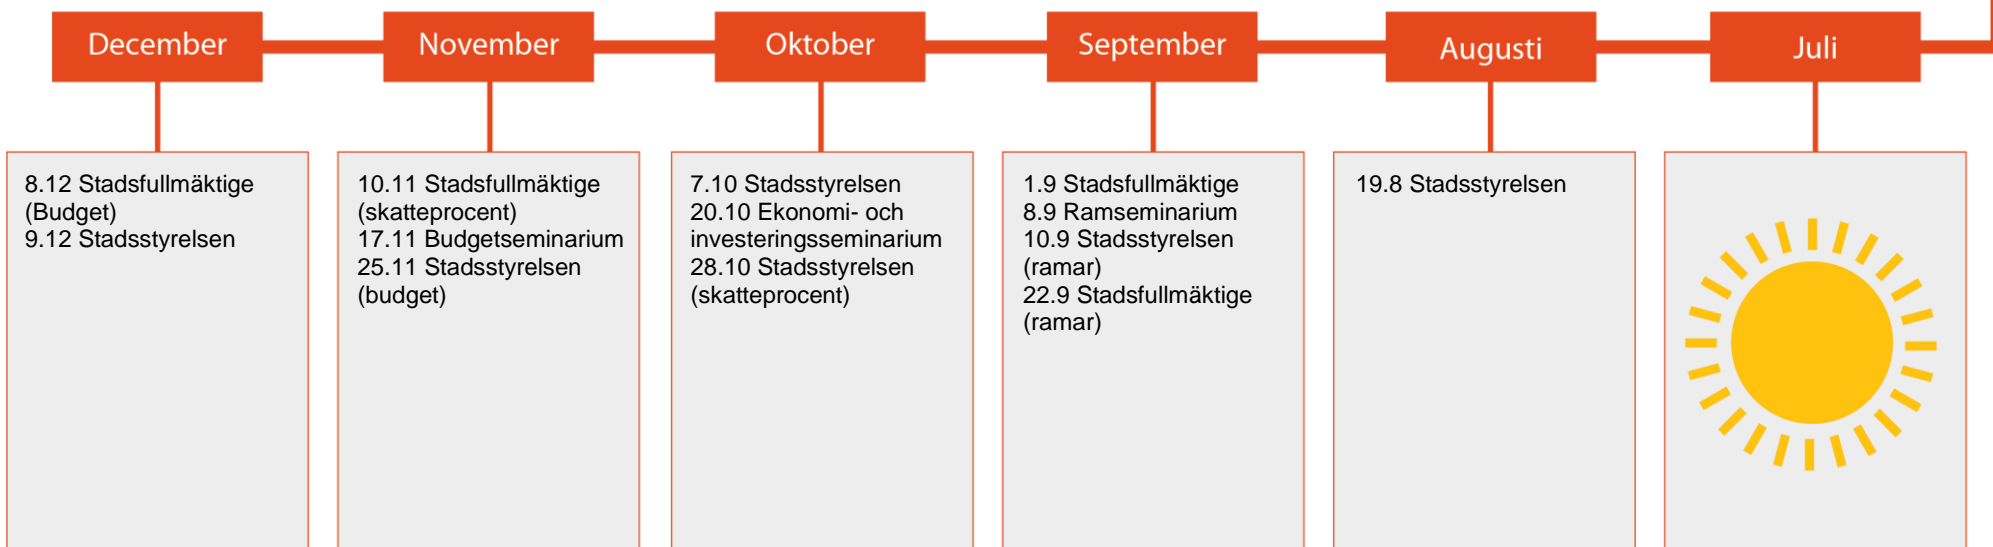 December
November
Oktober
September
Augusti
Juli
8.12 Stadsfullmäktige
(Budget)
9.12 Stadsstyrelsen
10.11 Stadsfullmäktige
(skatteprocent)
17.11 Budgetseminarium
25.11 Stadsstyrelsen
(budget)
7.10 Stadsstyrelsen
20.10 Ekonomi- och
investeringsseminarium
28.10 Stadsstyrelsen
(skatteprocent)
1.9 Stadsfullmäktige
8.9 Ramseminarium
10.9 Stadsstyrelsen
(ramar)
22.9 Stadsfullmäktige
(ramar)
19.8 Stadsstyrelsen